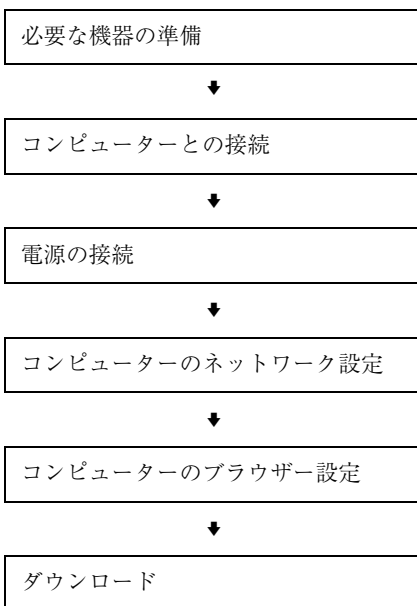 必要な機器の準備
コンピューターとの接続
電源の接続
コンピューターのネットワーク設定
コンピューターのブラウザー設定
ダウンロード